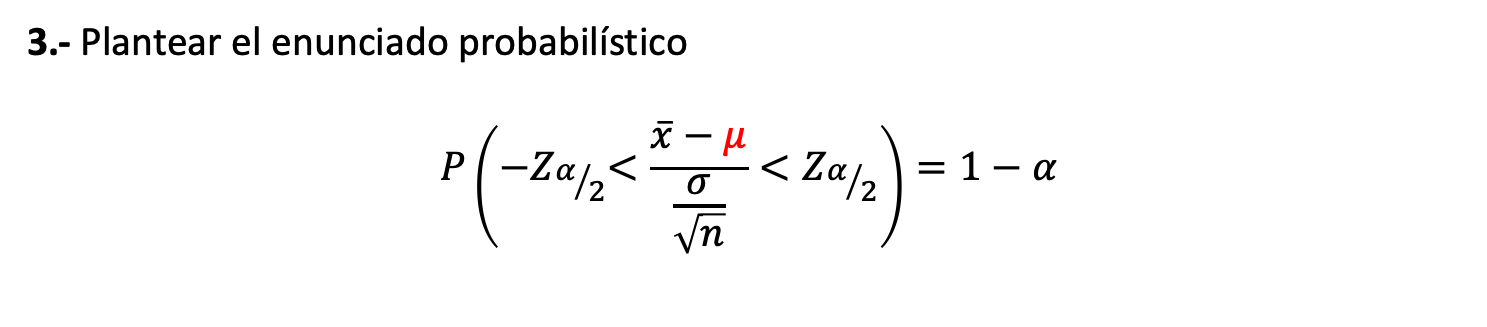 3.- Plantear el enunciado probabilístico
P(−Zα/2 < (x̄ − μ)/(σ/√n) < Zα/2) = 1 − α